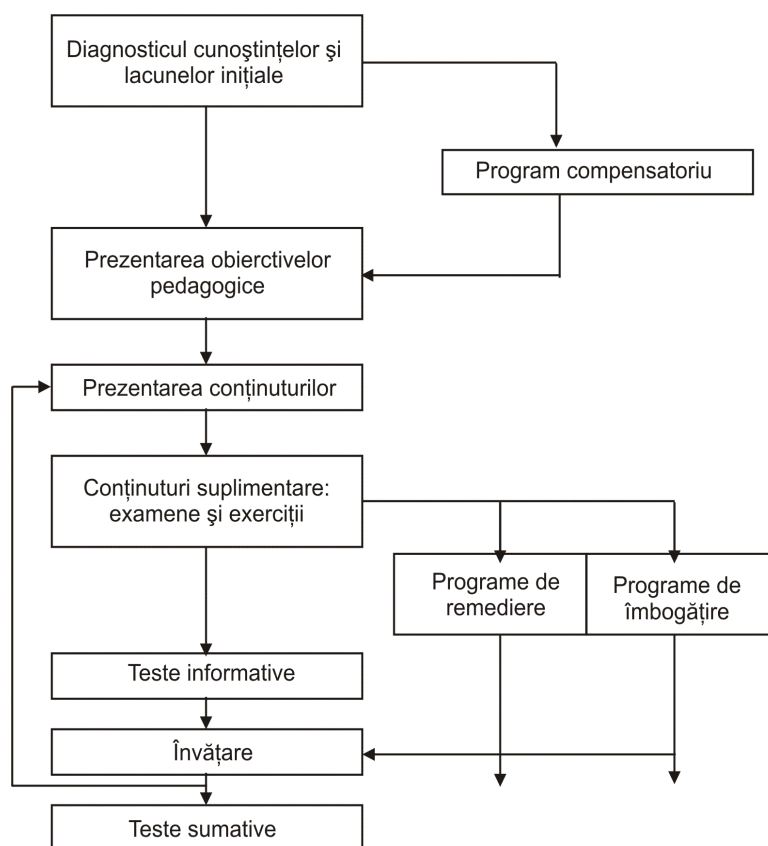 Diagnosticul cunoştinţelor şi
lacunelor iniţiale
Program compensatoriu
Prezentarea obierctivelor
pedagogice
Prezentarea conţinuturilor
Conţinuturi suplimentare:
examene şi exerciţii
Programe de
remediere
Programe de
îmbogăţire
Teste informative
Învăţare
Teste sumative